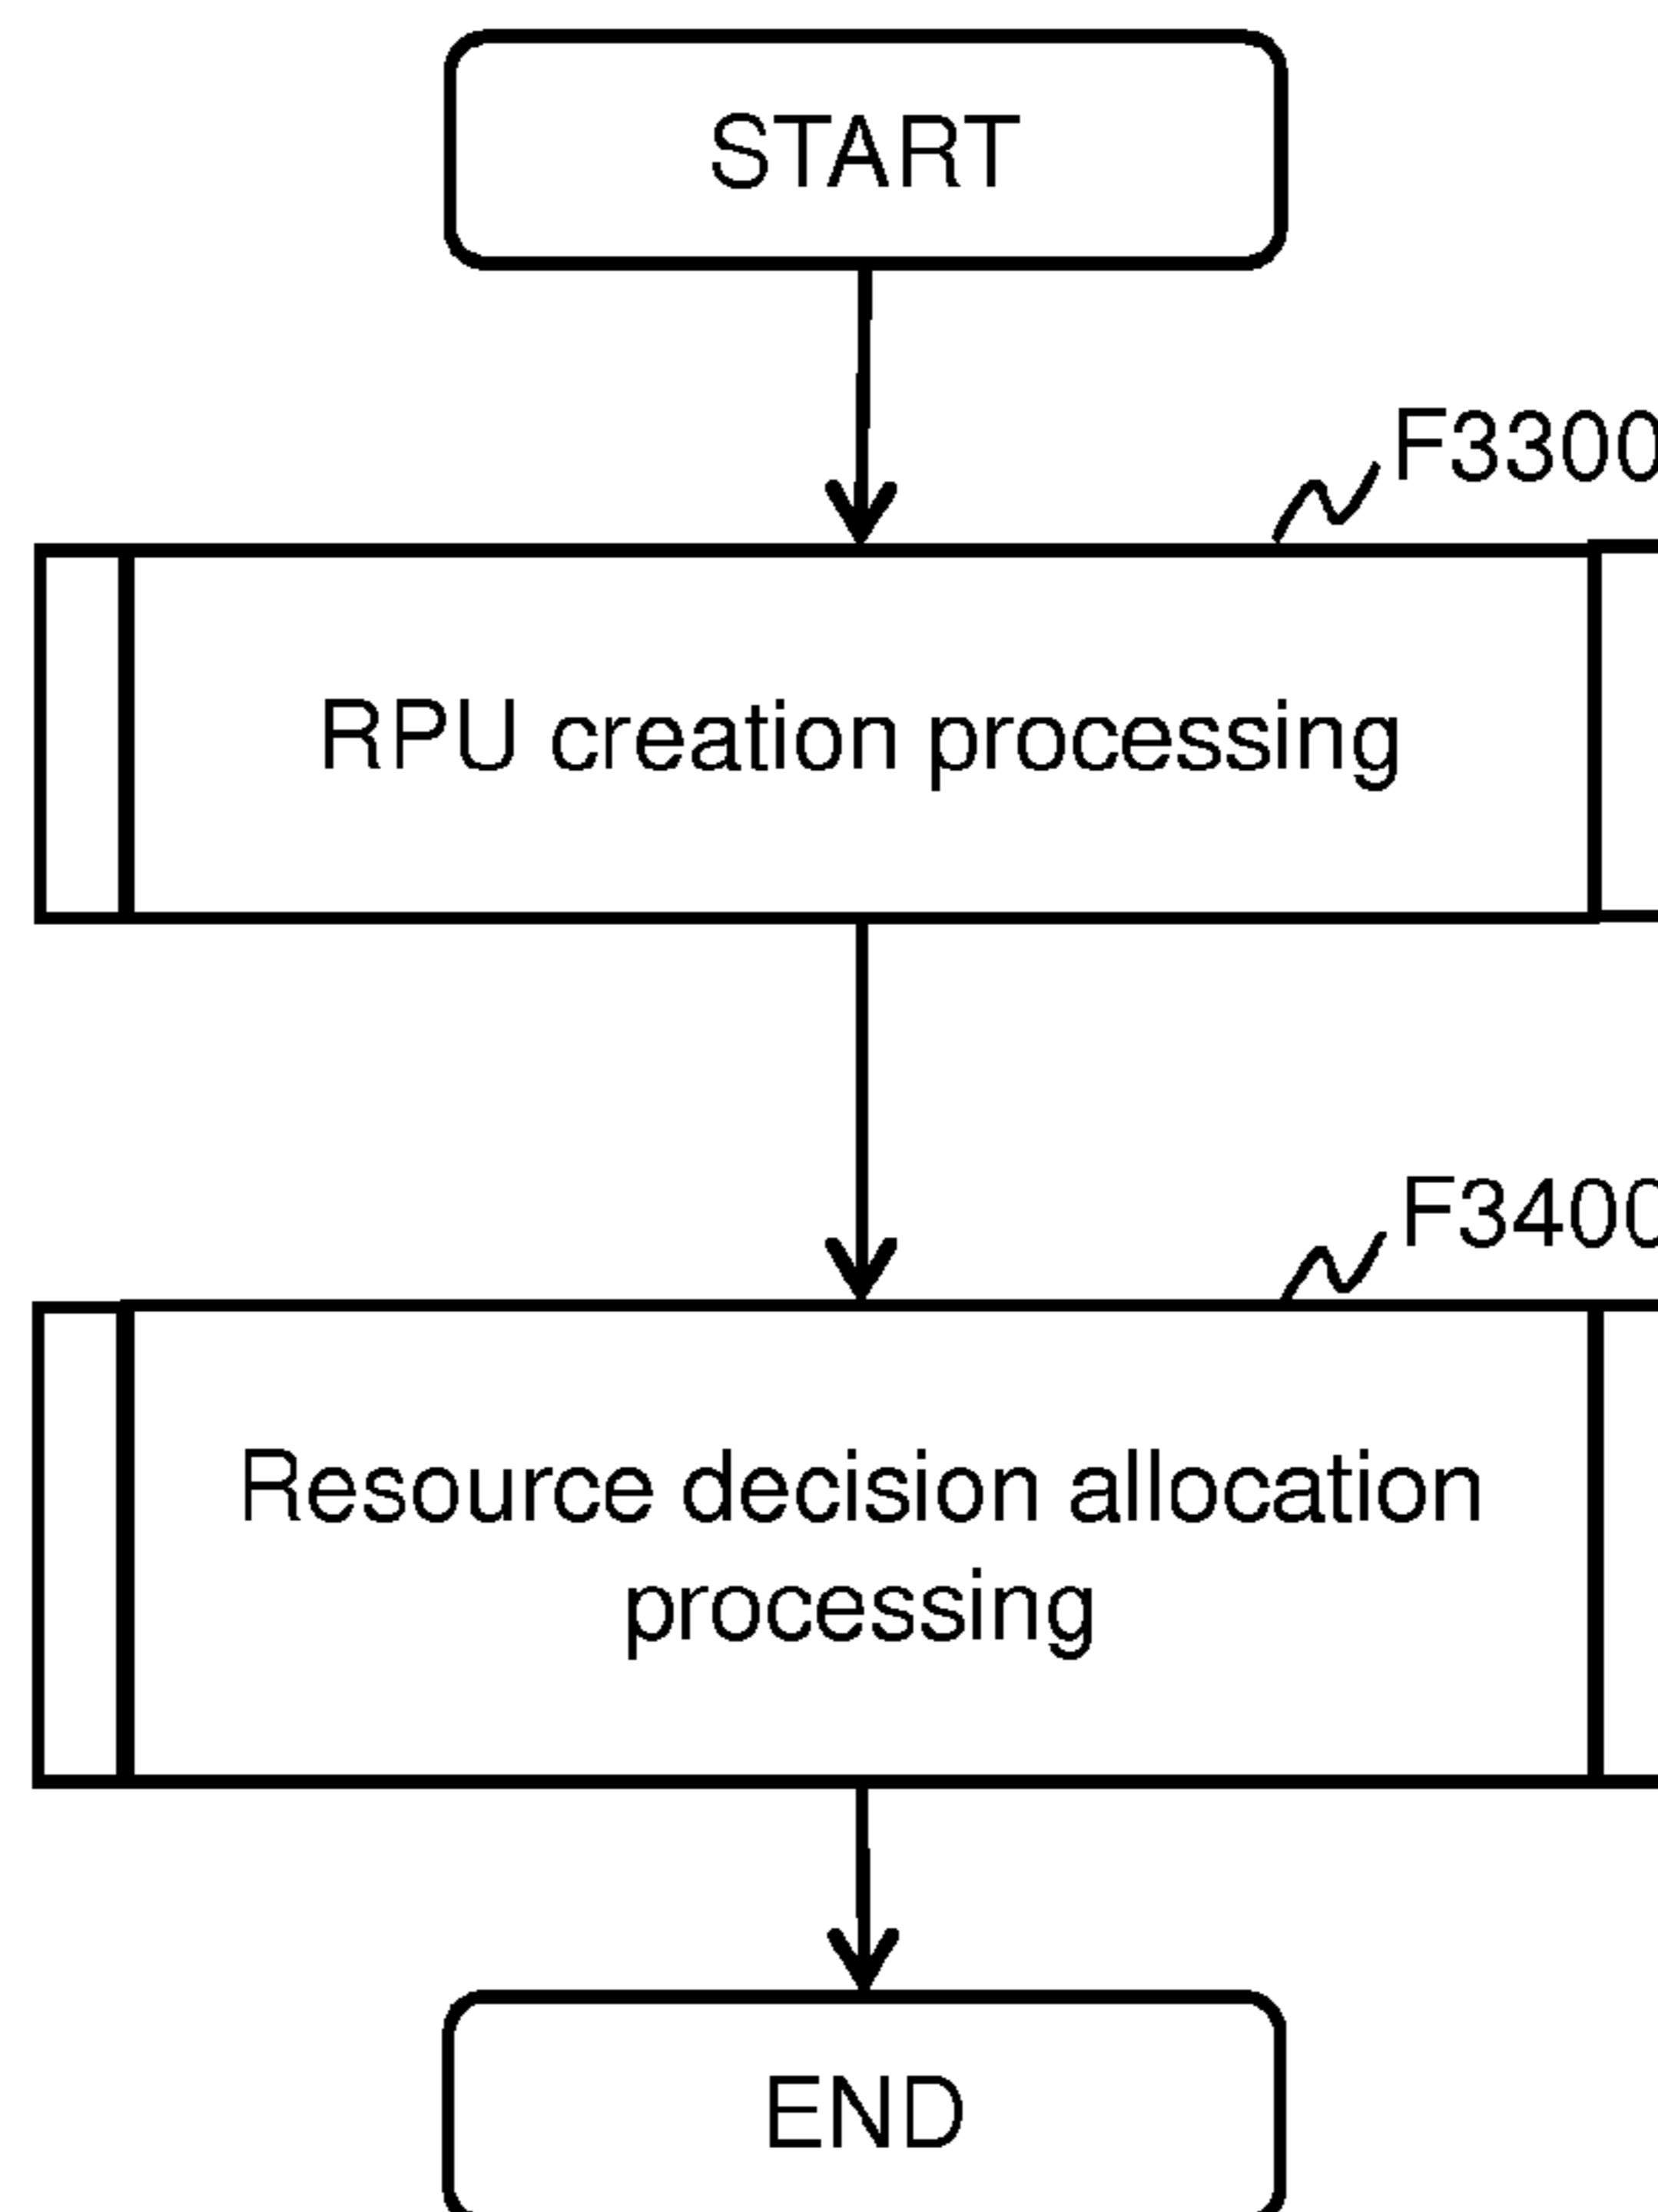 START
F3300
RPU creation processing
F3400
Resource decision allocation
processing
END